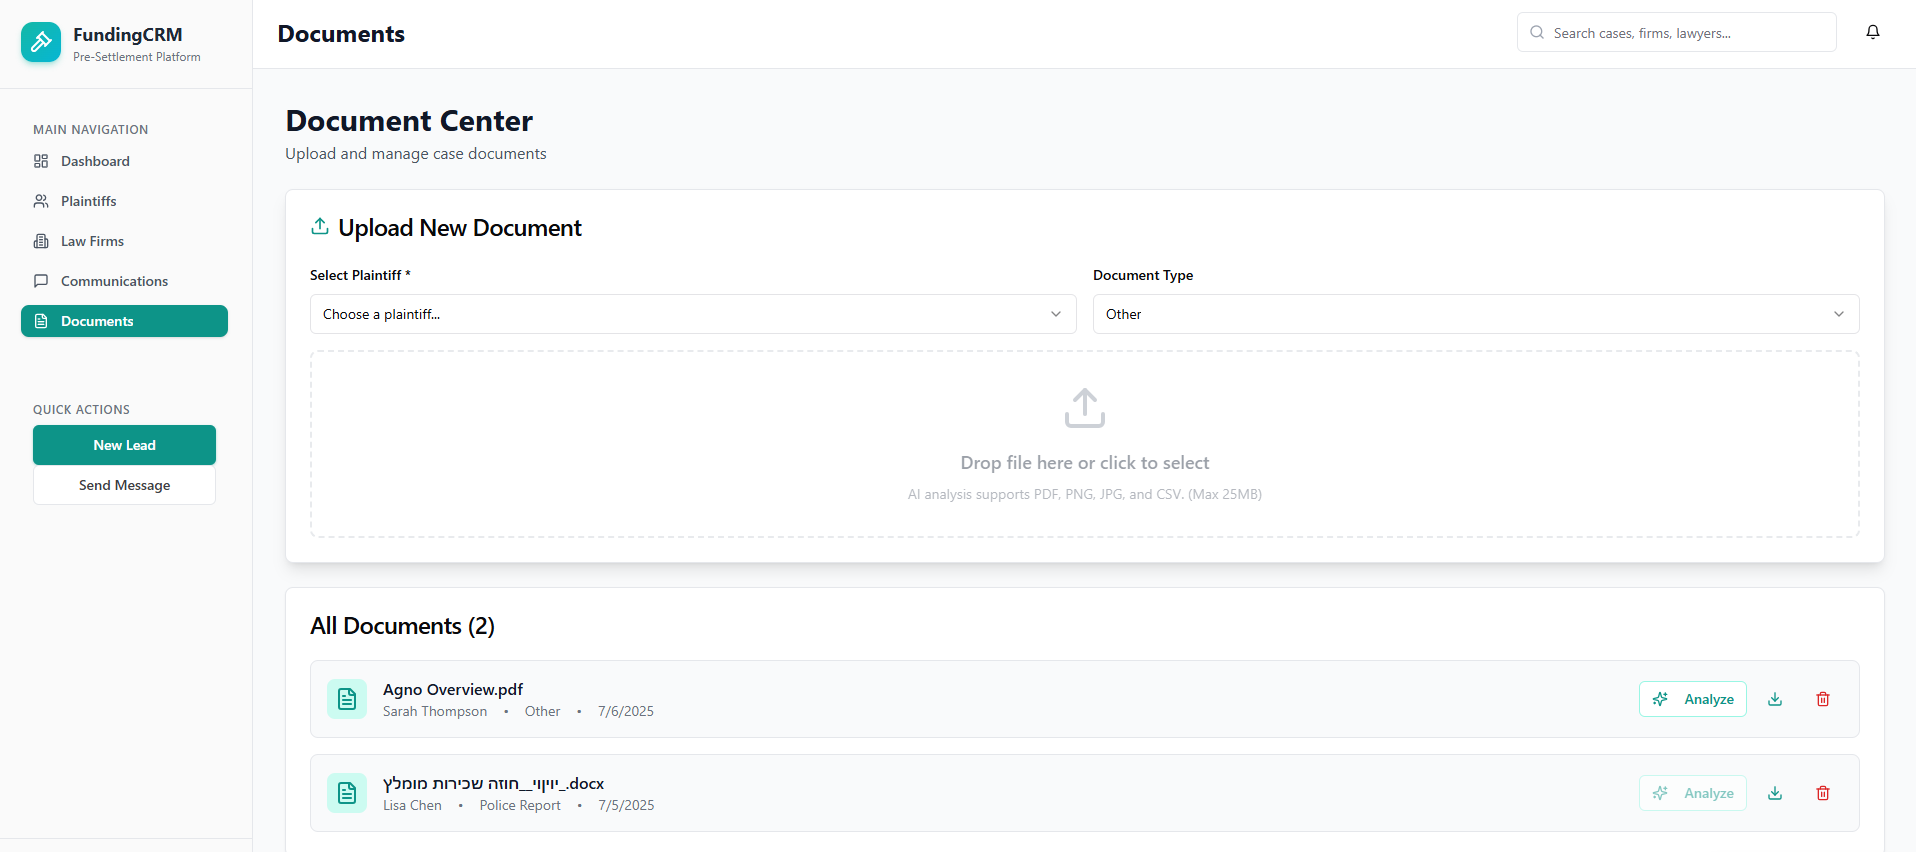 FundingCRM
Pre-Settlement Platform
MAIN NAVIGATION
Dashboard
Plaintiffs
Law Firms
Communications
Documents
QUICK ACTIONS
New Lead
Send Message
Documents
Search cases, firms, lawyers...
Document Center
Upload and manage case documents
Upload New Document
Select Plaintiff *
Choose a plaintiff...
Document Type
Other
Drop file here or click to select
AI analysis supports PDF, PNG, JPG, and CSV. (Max 25MB)
All Documents (2)
Agno Overview.pdf
Sarah Thompson • Other • 7/6/2025
Analyze
חוזה שכירות מומלץ
.docx
Lisa Chen • Police Report • 7/5/2025
Analyze